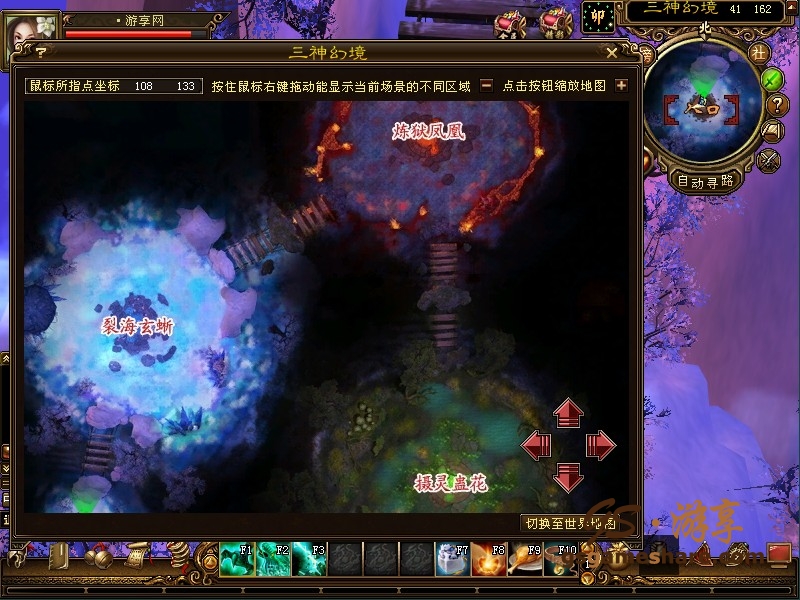 游享网
卯
三神幻境 41 162
北
社
三神幻境
?
鼠标所指点坐标 108 133 按住鼠标右键拖动能显示当前场景的不同区域 点击按钮缩放地图
?
自动寻路
炼狱凤凰
裂海玄蜥
摄灵蛊花
切换至世界地图
游享
F1 F2 F3 F7 F8 F9 F10